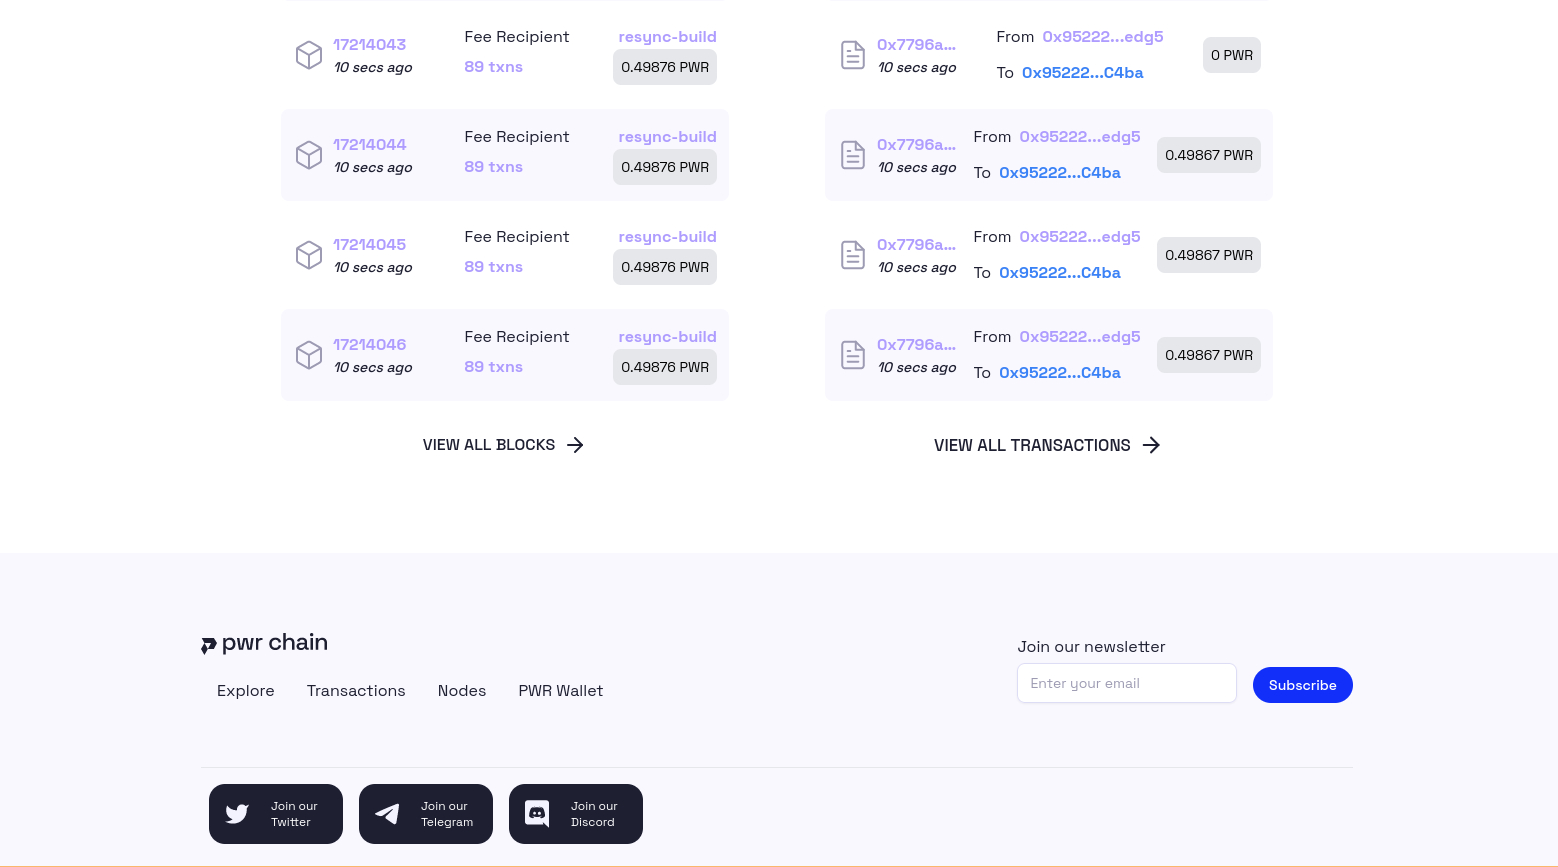 17214043
10 secs ago
Fee Recipient
89 txns
resync-build
0.49876 PWR
17214044
10 secs ago
Fee Recipient
89 txns
resync-build
0.49876 PWR
17214045
10 secs ago
Fee Recipient
89 txns
resync-build
0.49876 PWR
17214046
10 secs ago
Fee Recipient
89 txns
resync-build
0.49876 PWR
VIEW ALL BLOCKS
0x7796a...
10 secs ago
From 0x95222...edg5
To 0x95222...C4ba
0 PWR
0x7796a...
10 secs ago
From 0x95222...edg5
To 0x95222...C4ba
0.49867 PWR
0x7796a...
10 secs ago
From 0x95222...edg5
To 0x95222...C4ba
0.49867 PWR
0x7796a...
10 secs ago
From 0x95222...edg5
To 0x95222...C4ba
0.49867 PWR
VIEW ALL TRANSACTIONS
pwr chain
Explore Transactions Nodes PWR Wallet
Join our newsletter
Enter your email
Subscribe
Join our
Twitter
Join our
Telegram
Join our
Discord